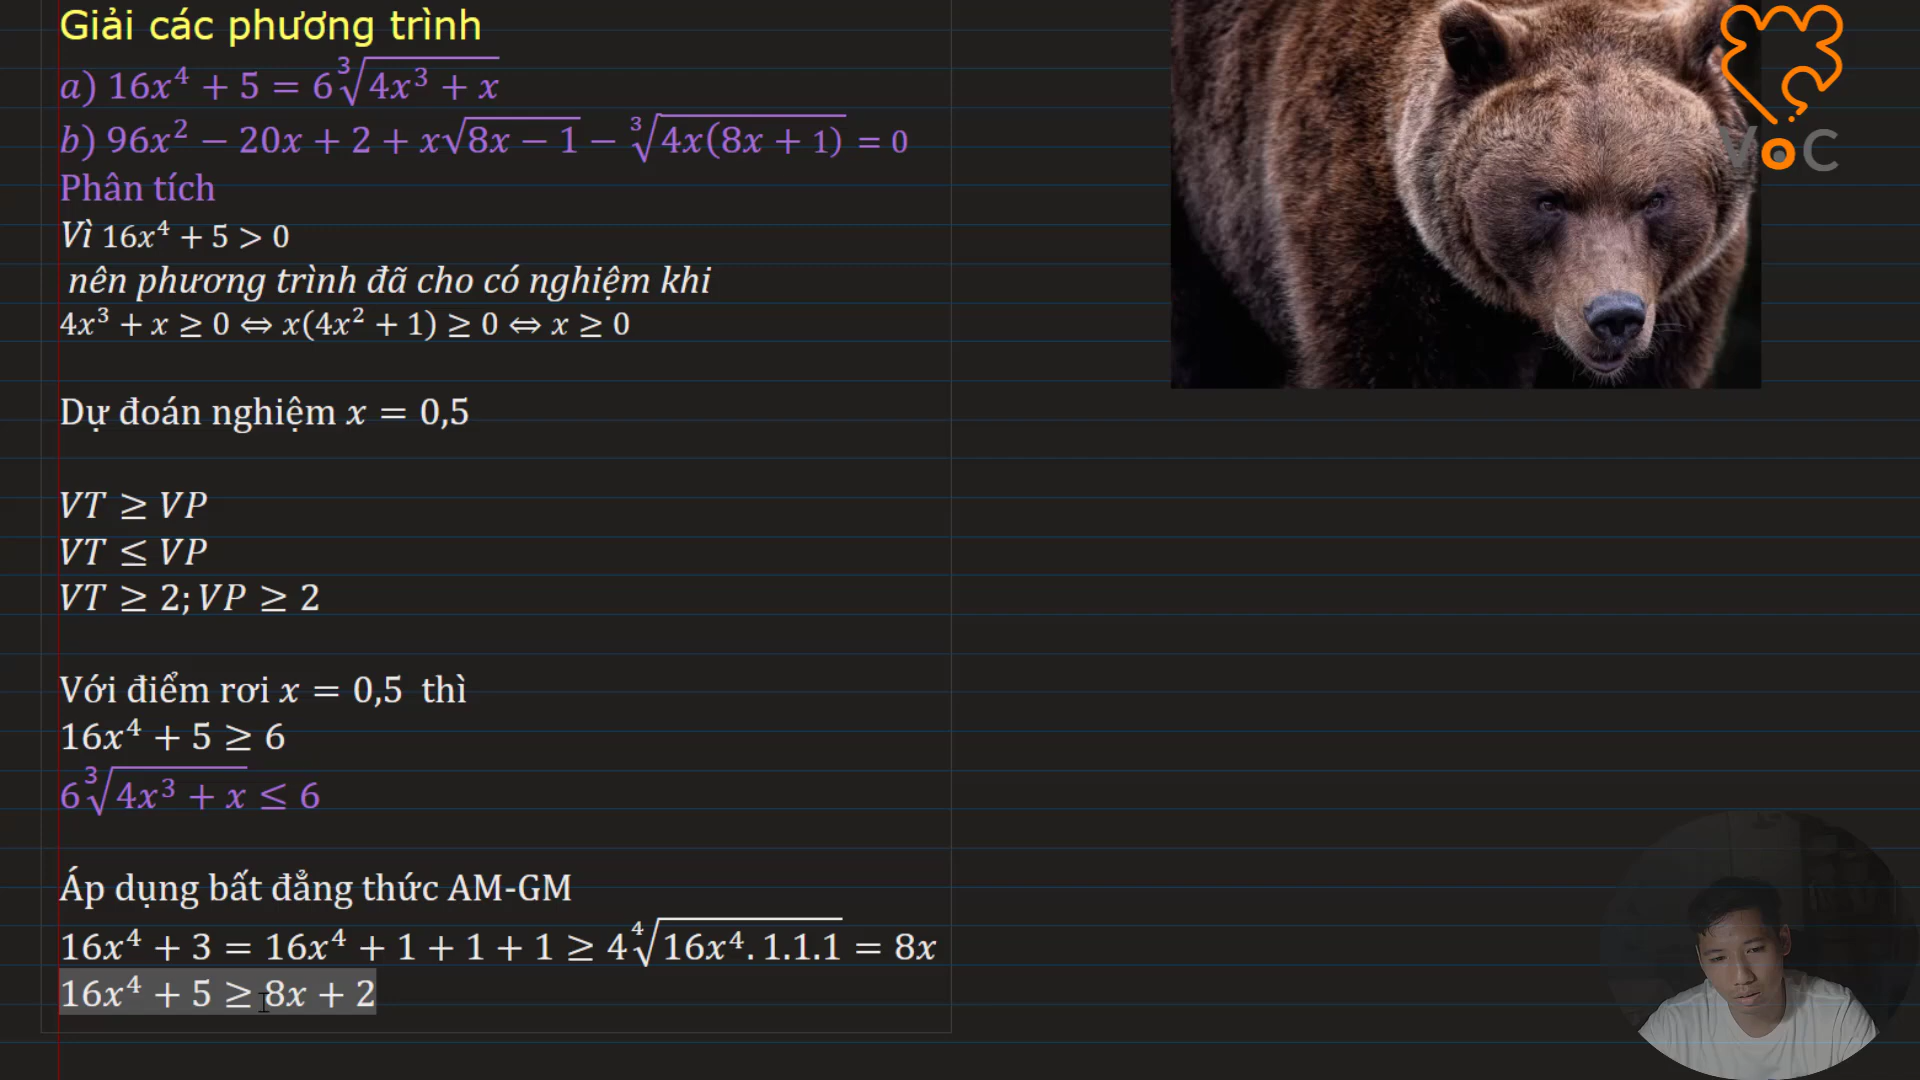 Giải các phương trình
a) 16x⁴ + 5 = 6∛(4x³ + x)
b) 96x² − 20x + 2 + x√(8x − 1) − ∛(4x(8x + 1)) = 0
Phân tích
Vì 16x⁴ + 5 > 0
nên phương trình đã cho có nghiệm khi
4x³ + x ≥ 0 ⇔ x(4x² + 1) ≥ 0 ⇔ x ≥ 0
Dự đoán nghiệm x = 0,5
VT ≥ VP
VT ≤ VP
VT ≥ 2; VP ≥ 2
Với điểm rơi x = 0,5 thì
16x⁴ + 5 ≥ 6
6∛(4x³ + x) ≤ 6
Áp dụng bất đẳng thức AM-GM
16x⁴ + 3 = 16x⁴ + 1 + 1 + 1 ≥ 4∜(16x⁴.1.1.1) = 8x
16x⁴ + 5 ≥ 8x + 2
VoC